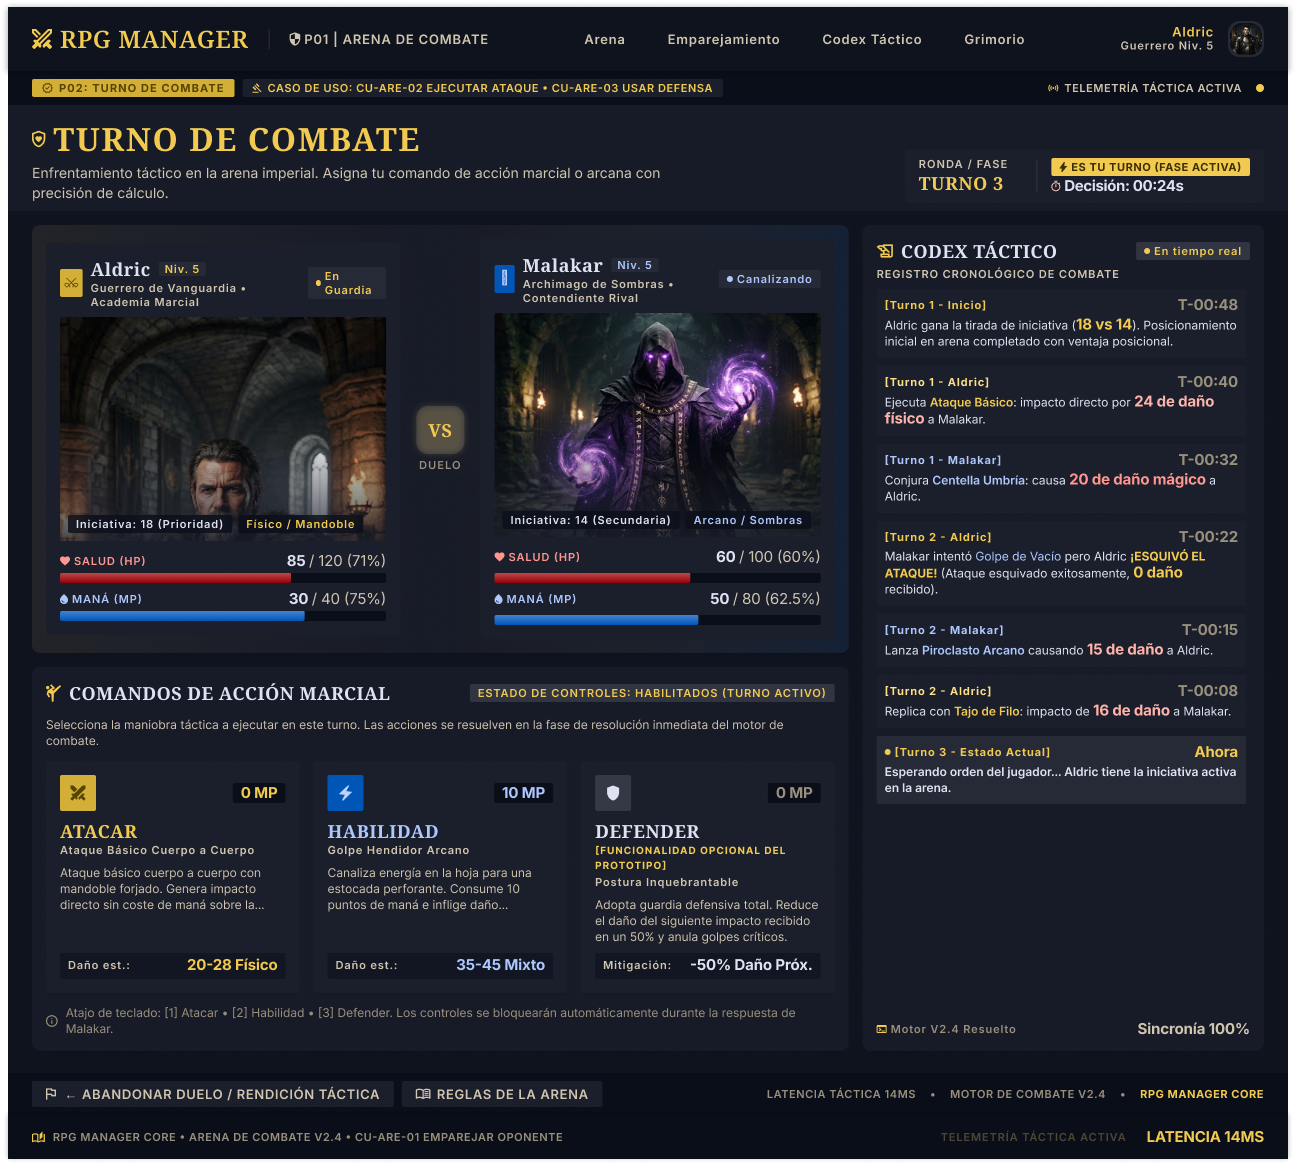 RPG MANAGER
P01 | ARENA DE COMBATE
Arena
Emparejamiento
Codex Táctico
Grimorio
Aldric
Guerrero Niv. 5
P02: TURNO DE COMBATE
CASO DE USO: CU-ARE-02 EJECUTAR ATAQUE • CU-ARE-03 USAR DEFENSA
TELEMETRÍA TÁCTICA ACTIVA
TURNO DE COMBATE
Enfrentamiento táctico en la arena imperial. Asigna tu comando de acción marcial o arcana con
precisión de cálculo.
RONDA / FASE
TURNO 3
ES TU TURNO (FASE ACTIVA)
Decisión: 00:24s
Aldric
Niv. 5
Guerrero de Vanguardia •
Academia Marcial
En
Guardia
Iniciativa: 18 (Prioridad)
Físico / Mandoble
SALUD (HP)
85 / 120 (71%)
MANÁ (MP)
30 / 40 (75%)
VS
DUELO
Malakar
Niv. 5
Archimago de Sombras •
Contendiente Rival
Canalizando
Iniciativa: 14 (Secundaria)
Arcano / Sombras
SALUD (HP)
60 / 100 (60%)
MANÁ (MP)
50 / 80 (62.5%)
COMANDOS DE ACCIÓN MARCIAL
ESTADO DE CONTROLES: HABILITADOS (TURNO ACTIVO)
Selecciona la maniobra táctica a ejecutar en este turno. Las acciones se resuelven en la fase de resolución inmediata del motor de
combate.
0 MP
ATACAR
Ataque Básico Cuerpo a Cuerpo
Ataque básico cuerpo a cuerpo con
mandoble forjado. Genera impacto
directo sin coste de maná sobre la...
Daño est.:
20-28 Físico
10 MP
HABILIDAD
Golpe Hendidor Arcano
Canaliza energía en la hoja para una
estocada perforante. Consume 10
puntos de maná e inflige daño...
Daño est.:
35-45 Mixto
0 MP
DEFENDER
[FUNCIONALIDAD OPCIONAL DEL
PROTOTIPO]
Postura Inquebrantable
Adopta guardia defensiva total. Reduce
el daño del siguiente impacto recibido
en un 50% y anula golpes críticos.
Mitigación:
-50% Daño Próx.
Atajo de teclado: [1] Atacar • [2] Habilidad • [3] Defender. Los controles se bloquearán automáticamente durante la respuesta de
Malakar.
CODEX TÁCTICO
En tiempo real
REGISTRO CRONOLÓGICO DE COMBATE
[Turno 1 - Inicio]
T-00:48
Aldric gana la tirada de iniciativa (18 vs 14). Posicionamiento
inicial en arena completado con ventaja posicional.
[Turno 1 - Aldric]
T-00:40
Ejecuta Ataque Básico: impacto directo por 24 de daño
físico a Malakar.
[Turno 1 - Malakar]
T-00:32
Conjura Centella Umbría: causa 20 de daño mágico a
Aldric.
[Turno 2 - Aldric]
T-00:22
Malakar intentó Golpe de Vacío pero Aldric ¡ESQUIVÓ EL
ATAQUE! (Ataque esquivado exitosamente, 0 daño
recibido).
[Turno 2 - Malakar]
T-00:15
Lanza Piroclasto Arcano causando 15 de daño a Aldric.
[Turno 2 - Aldric]
T-00:08
Replica con Tajo de Filo: impacto de 16 de daño a Malakar.
[Turno 3 - Estado Actual]
Ahora
Esperando orden del jugador... Aldric tiene la iniciativa activa
en la arena.
Motor V2.4 Resuelto
Sincronía 100%
← ABANDONAR DUELO / RENDICIÓN TÁCTICA
REGLAS DE LA ARENA
LATENCIA TÁCTICA 14MS • MOTOR DE COMBATE V2.4 • RPG MANAGER CORE
RPG MANAGER CORE • ARENA DE COMBATE V2.4 • CU-ARE-01 EMPAREJAR OPONENTE
TELEMETRÍA TÁCTICA ACTIVA
LATENCIA 14MS